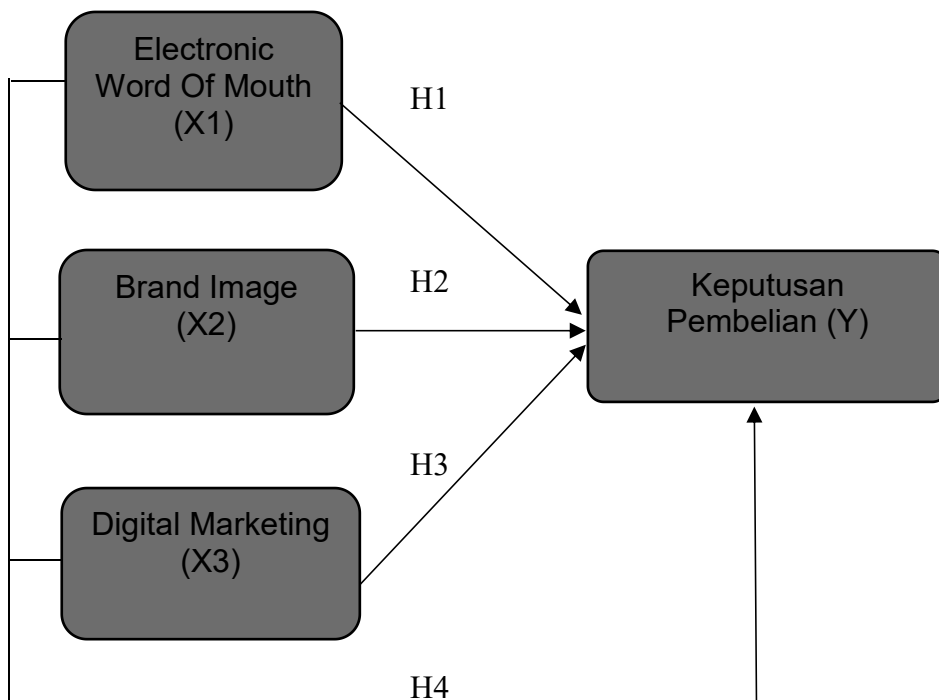 Electronic
Word Of Mouth
(X1)
H1
Brand Image
(X2)
H2
Keputusan
Pembelian (Y)
H3
Digital Marketing
(X3)
H4